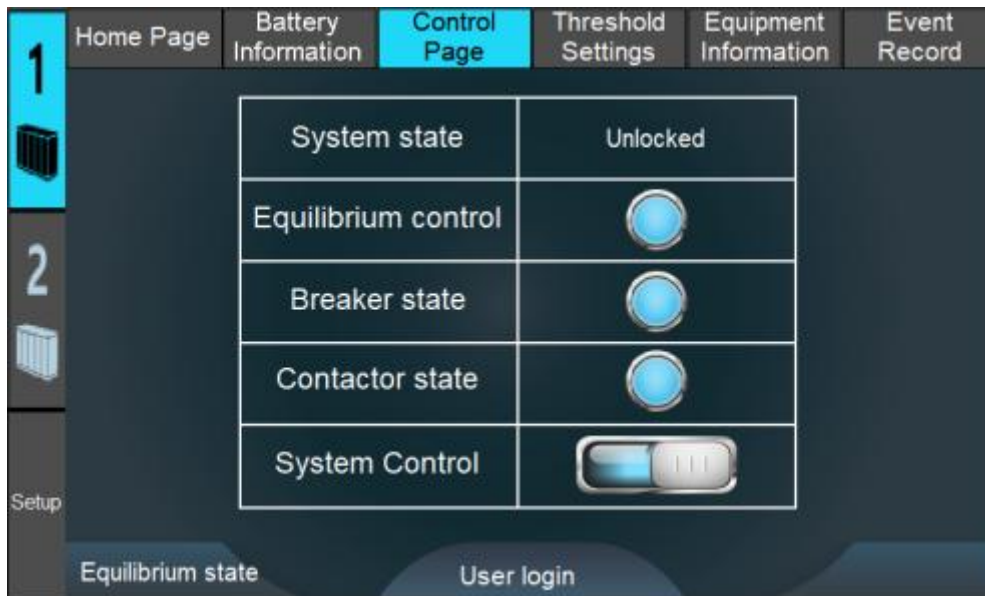 1
Home Page
Battery
Information
Control
Page
Threshold
Settings
Equipment
Information
Event
Record
System state
Unlocked
Equilibrium control
2
Breaker state
Contactor state
System Control
Setup
Equilibrium state
User login